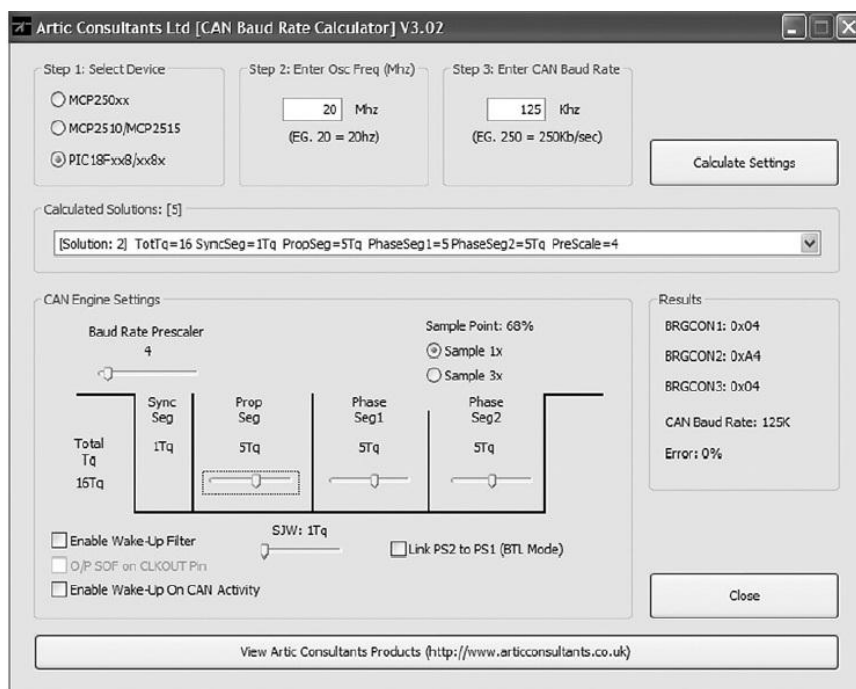 Artic Consultants Ltd [CAN Baud Rate Calculator] V3.02
Step 1: Select Device
MCP250xx
MCP2510/MCP2515
PIC18Fxx8/xx8x
Step 2: Enter Osc Freq (Mhz)
20 Mhz
(EG. 20 = 20hz)
Step 3: Enter CAN Baud Rate
125 Khz
(EG. 250 = 250Kb/sec)
Calculate Settings
Calculated Solutions: [5]
[Solution: 2] TotTq=16 SyncSeg=1Tq PropSeg=5Tq PhaseSeg1=5 PhaseSeg2=5Tq PreScale=4
CAN Engine Settings
Baud Rate Prescaler
4
Sample Point: 68%
Sample 1x
Sample 3x
Total
Tq
16Tq
Sync
Seg
1Tq
Prop
Seg
5Tq
Phase
Seg1
5Tq
Phase
Seg2
5Tq
Enable Wake-Up Filter
O/P SOF on CLKOUT Pin
Enable Wake-Up On CAN Activity
SJW: 1Tq
Link PS2 to PS1 (BTL Mode)
Results
BRGCON1: 0x04
BRGCON2: 0xA4
BRGCON3: 0x04
CAN Baud Rate: 125K
Error: 0%
Close
View Artic Consultants Products (http://www.articconsultants.co.uk)